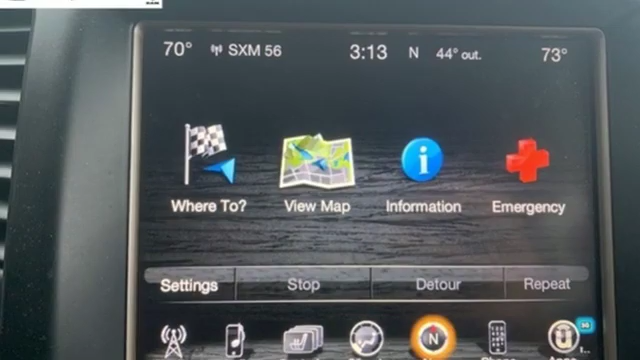 70° SXM 56 3:13 N 44° out. 73°
Where To? View Map Information Emergency
Settings Stop Detour Repeat
N